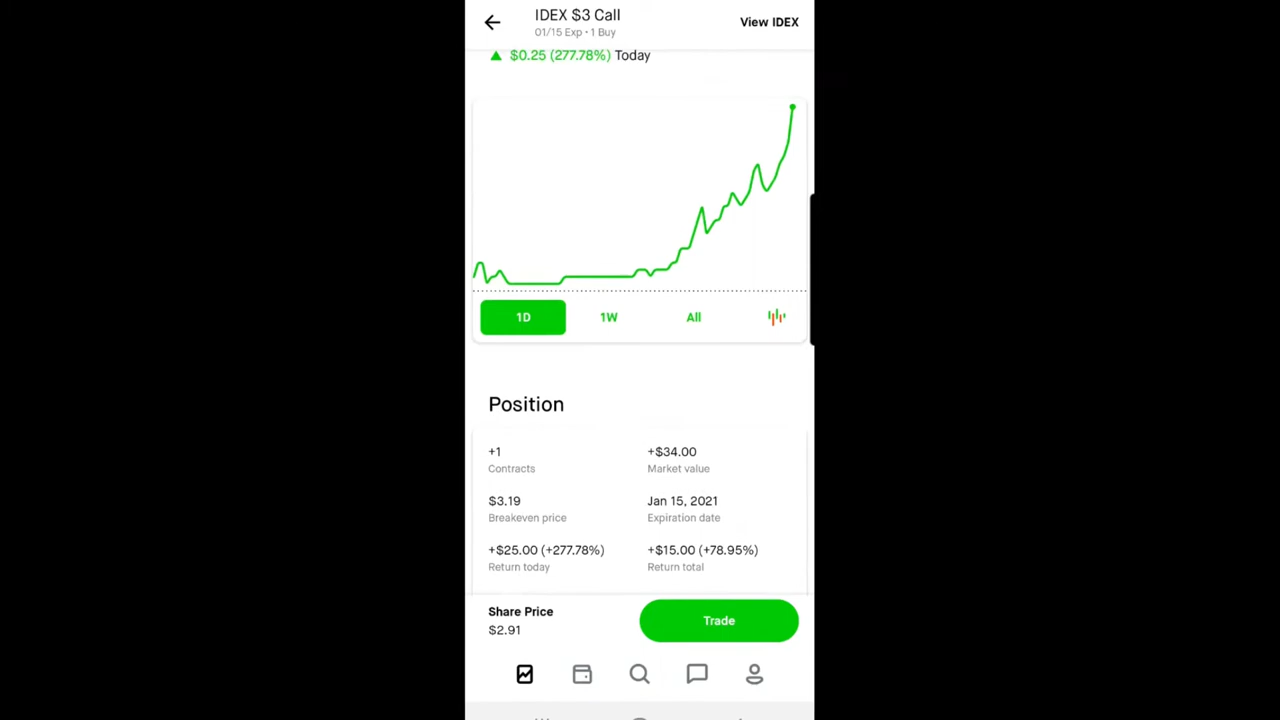 IDEX $3 Call
View IDEX
01/15 Exp • 1 Buy
▲ $0.25 (277.78%) Today
1D 1W All
Position
+1 +$34.00
Contracts Market value
$3.19 Jan 15, 2021
Breakeven price Expiration date
+$25.00 (+277.78%) +$15.00 (+78.95%)
Return today Return total
Share Price
$2.91
Trade